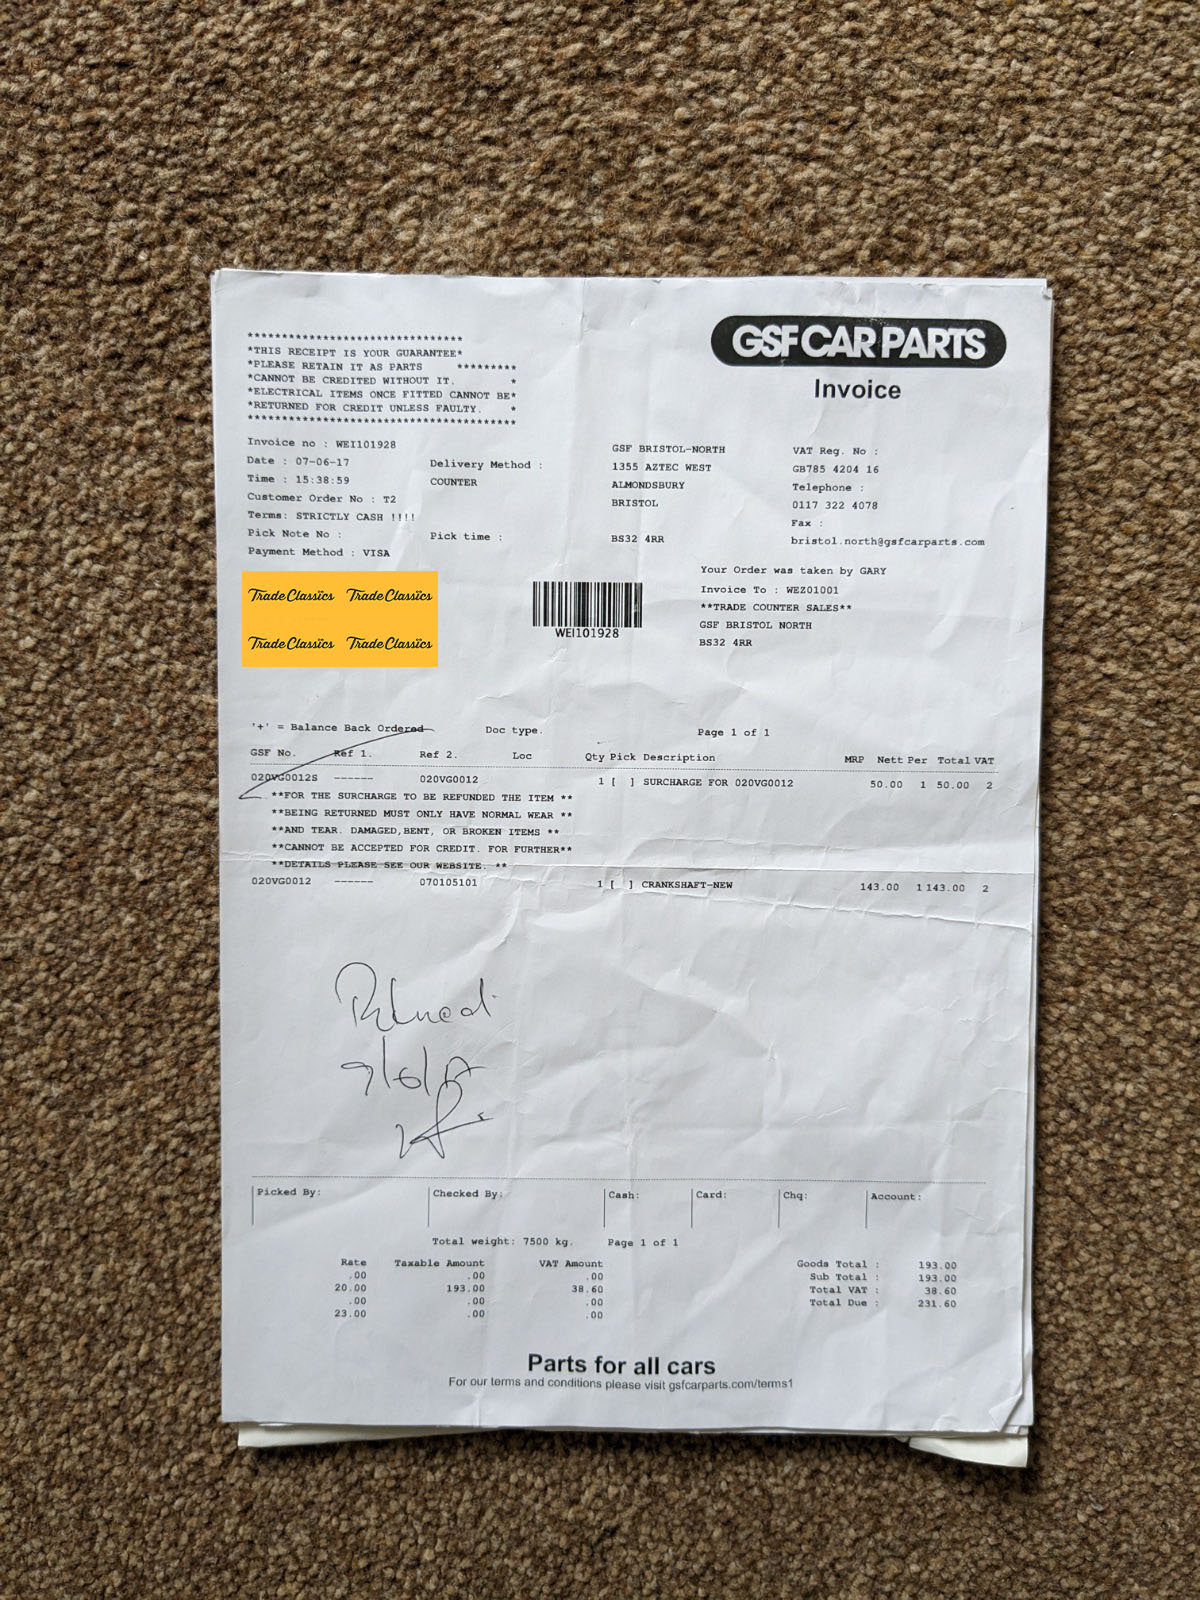 GSF CAR PARTS
Invoice
*******************************
*THIS RECEIPT IS YOUR GUARANTEE*
*PLEASE RETAIN IT AS PARTS *********
*CANNOT BE CREDITED WITHOUT IT. *
*ELECTRICAL ITEMS ONCE FITTED CANNOT BE*
*RETURNED FOR CREDIT UNLESS FAULTY. *
***************************************
Invoice no : WEI101928
Date : 07-06-17
Time : 15:38:59
Customer Order No : T2
Terms: STRICTLY CASH !!!!
Pick Note No :
Payment Method : VISA
Delivery Method :
COUNTER
Pick time :
GSF BRISTOL-NORTH
1355 AZTEC WEST
ALMONDSBURY
BRISTOL
BS32 4RR
VAT Reg. No :
GB785 4204 16
Telephone :
0117 322 4078
Fax :
bristol.north@gsfcarparts.com
Your Order was taken by GARY
Invoice To : WEZ01001
**TRADE COUNTER SALES**
GSF BRISTOL NORTH
BS32 4RR
Trade Classics Trade Classics
Trade Classics Trade Classics
WEI101928
'+' = Balance Back Ordered Doc type. Page 1 of 1
GSF No. Ref 1. Ref 2. Loc Qty Pick Description MRP Nett Per Total VAT
020VG0012S ------ 020VG0012 1 [ ] SURCHARGE FOR 020VG0012 50.00 1 50.00 2
**FOR THE SURCHARGE TO BE REFUNDED THE ITEM **
**BEING RETURNED MUST ONLY HAVE NORMAL WEAR **
**AND TEAR. DAMAGED,BENT, OR BROKEN ITEMS **
**CANNOT BE ACCEPTED FOR CREDIT. FOR FURTHER**
**DETAILS PLEASE SEE OUR WEBSITE. **
020VG0012 ------ 070105101 1 [ ] CRANKSHAFT-NEW 143.00 1 143.00 2
9/6/17
Picked By: Checked By: Cash: Card: Chq: Account:
Total weight: 7500 kg. Page 1 of 1
Rate Taxable Amount VAT Amount
.00 .00 .00
20.00 193.00 38.60
.00 .00 .00
23.00 .00 .00
Goods Total : 193.00
Sub Total : 193.00
Total VAT : 38.60
Total Due : 231.60
Parts for all cars
For our terms and conditions please visit gsfcarparts.com/terms1